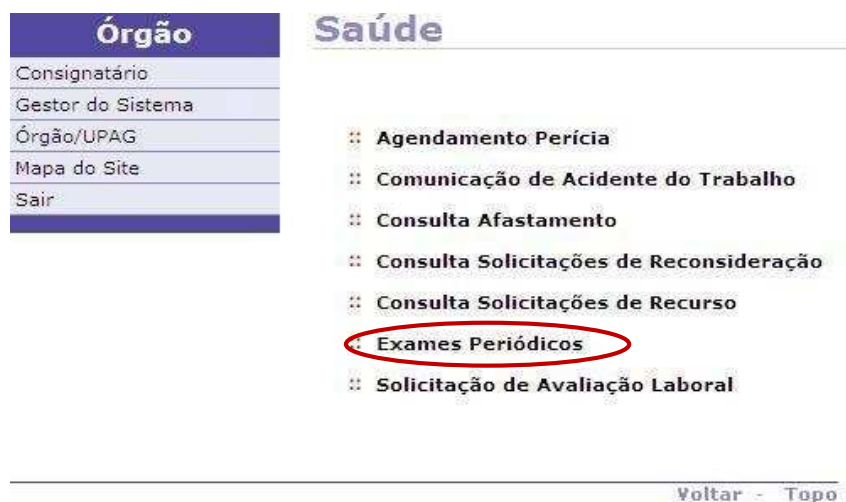 Órgão
Consignatário
Gestor do Sistema
Órgão/UPAG
Mapa do Site
Sair
Saúde
Agendamento Perícia
Comunicação de Acidente do Trabalho
Consulta Afastamento
Consulta Solicitações de Reconsideração
Consulta Solicitações de Recurso
Exames Periódicos
Solicitação de Avaliação Laboral
Voltar - Topo